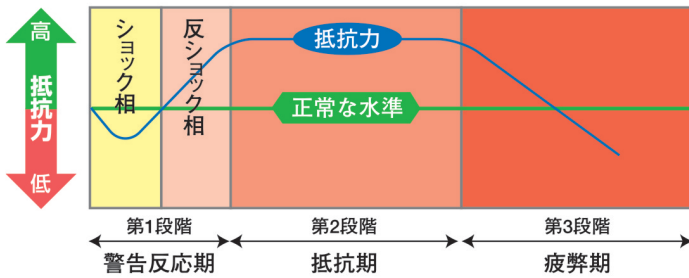 高
抵抗力
低
ショック相
反ショック相
抵抗力
正常な水準
第1段階
第2段階
第3段階
警告反応期
抵抗期
疲弊期